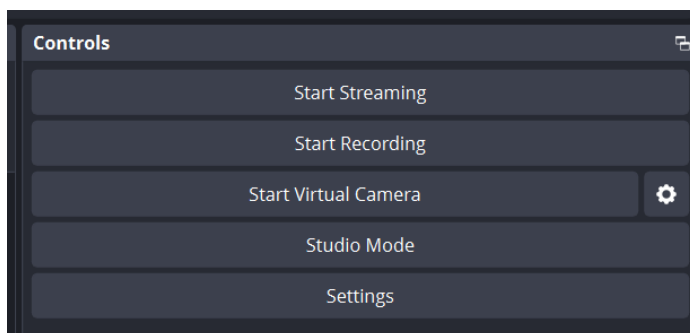 Controls
Start Streaming
Start Recording
Start Virtual Camera
Studio Mode
Settings